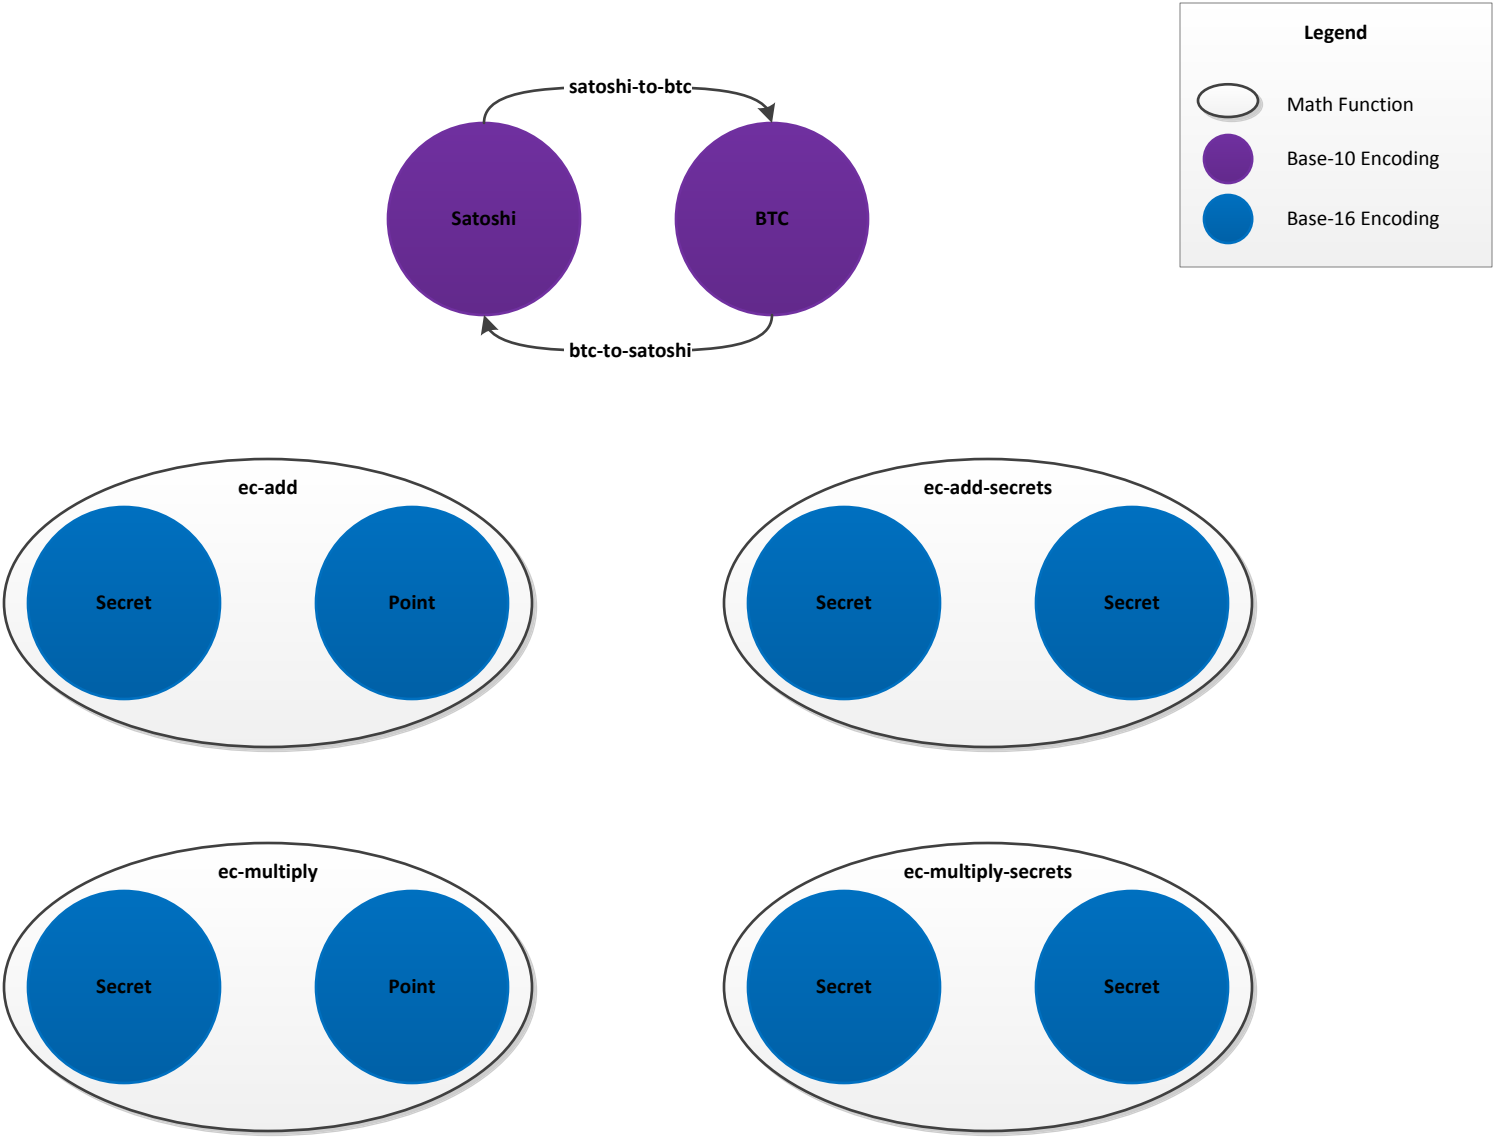 Legend
Math Function
Base-10 Encoding
Base-16 Encoding
satoshi-to-btc
Satoshi
BTC
btc-to-satoshi
ec-add
Secret
Point
ec-add-secrets
Secret
Secret
ec-multiply
Secret
Point
ec-multiply-secrets
Secret
Secret